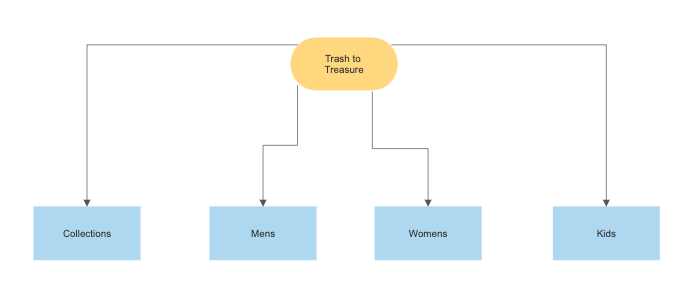 Trash to
Treasure
Collections
Mens
Womens
Kids